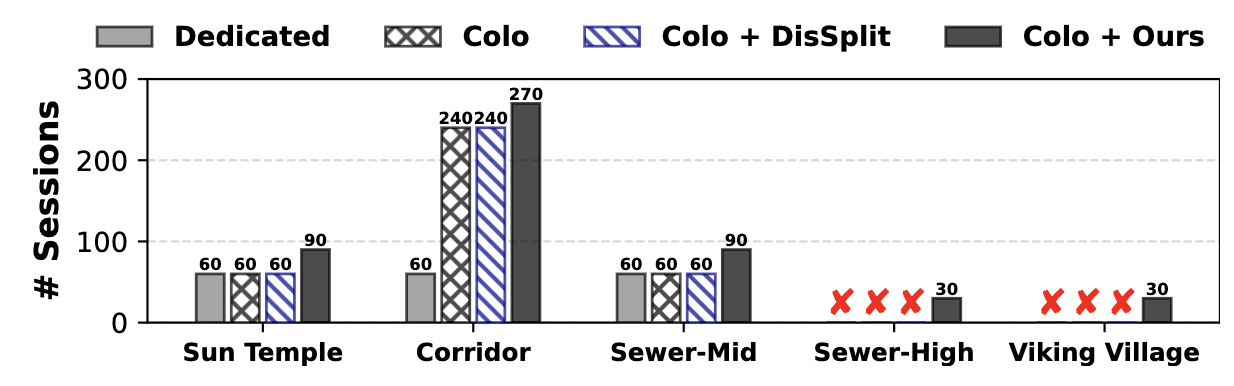 Dedicated Colo Colo + DisSplit Colo + Ours
# Sessions
300
200
100
0
60 60 60 90
60 240 240 270
60 60 60 90
30
30
Sun Temple Corridor Sewer-Mid Sewer-High Viking Village